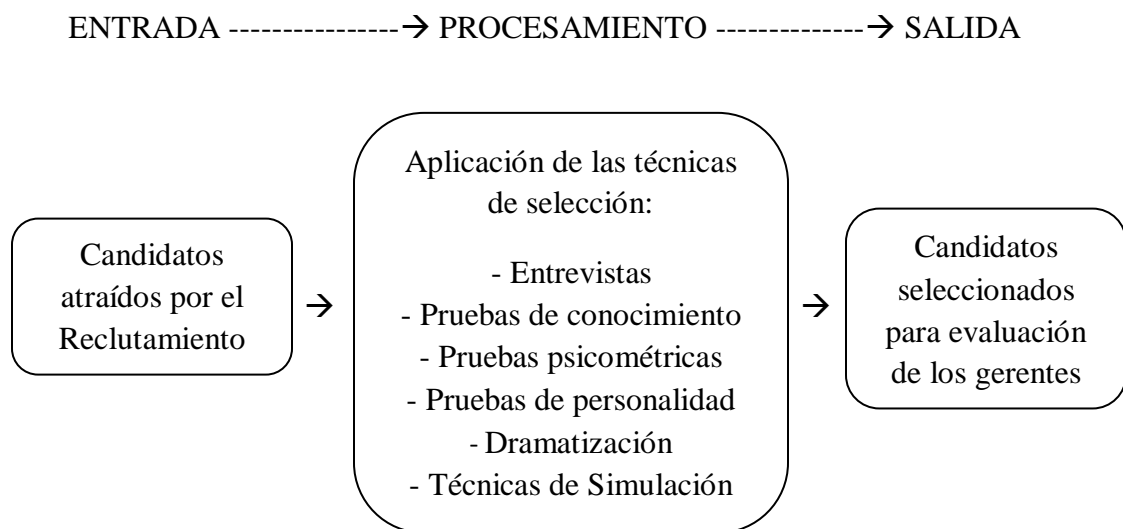 ENTRADA ----------------→ PROCESAMIENTO --------------→ SALIDA
Candidatos
atraídos por el
Reclutamiento
→
Aplicación de las técnicas
de selección:
- Entrevistas
- Pruebas de conocimiento
- Pruebas psicométricas
- Pruebas de personalidad
- Dramatización
- Técnicas de Simulación
→
Candidatos
seleccionados
para evaluación
de los gerentes